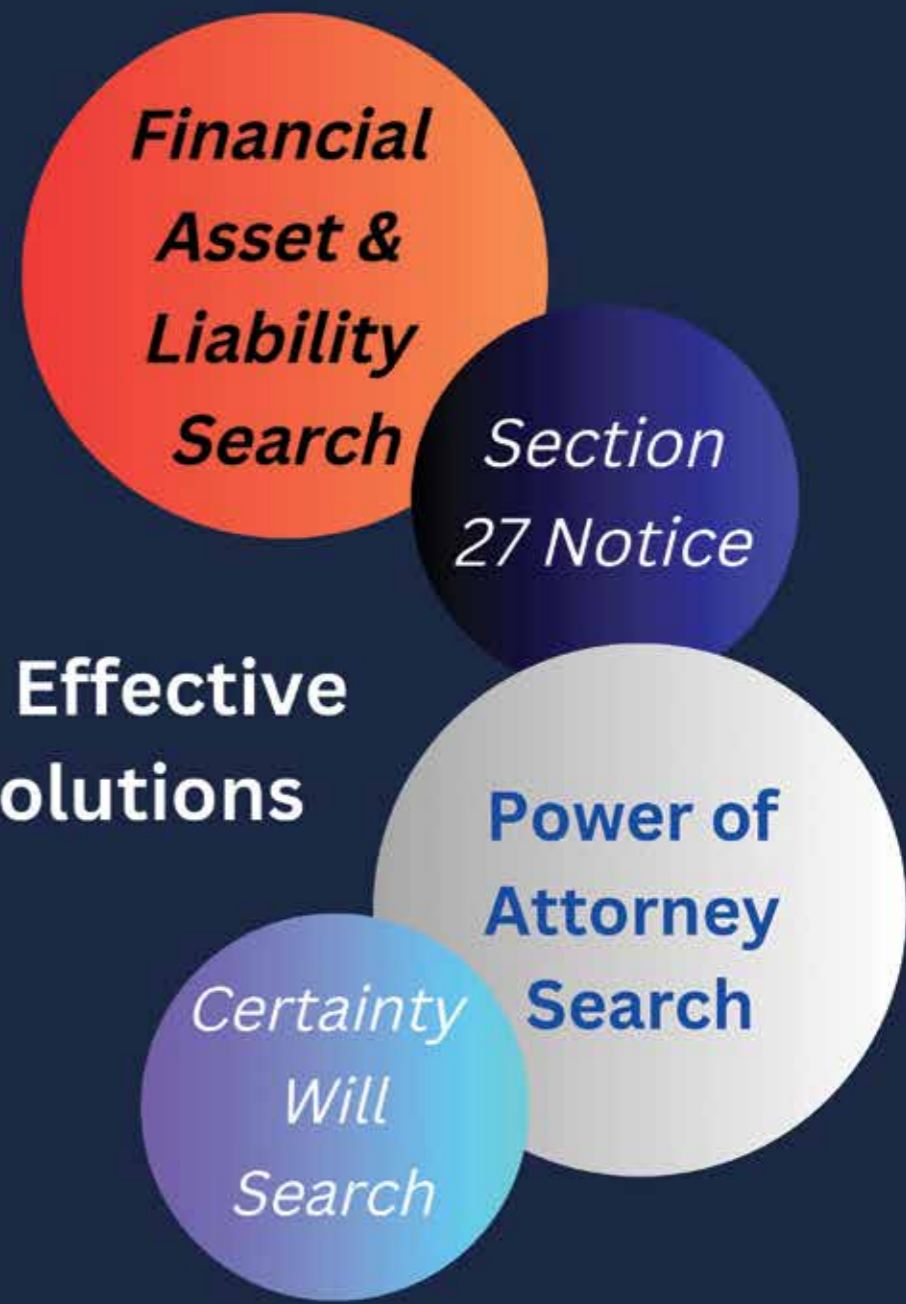 Financial
Asset &
Liability
Search
Section
27 Notice
Effective
olutions
Power of
Attorney
Search
Certainty
Will
Search